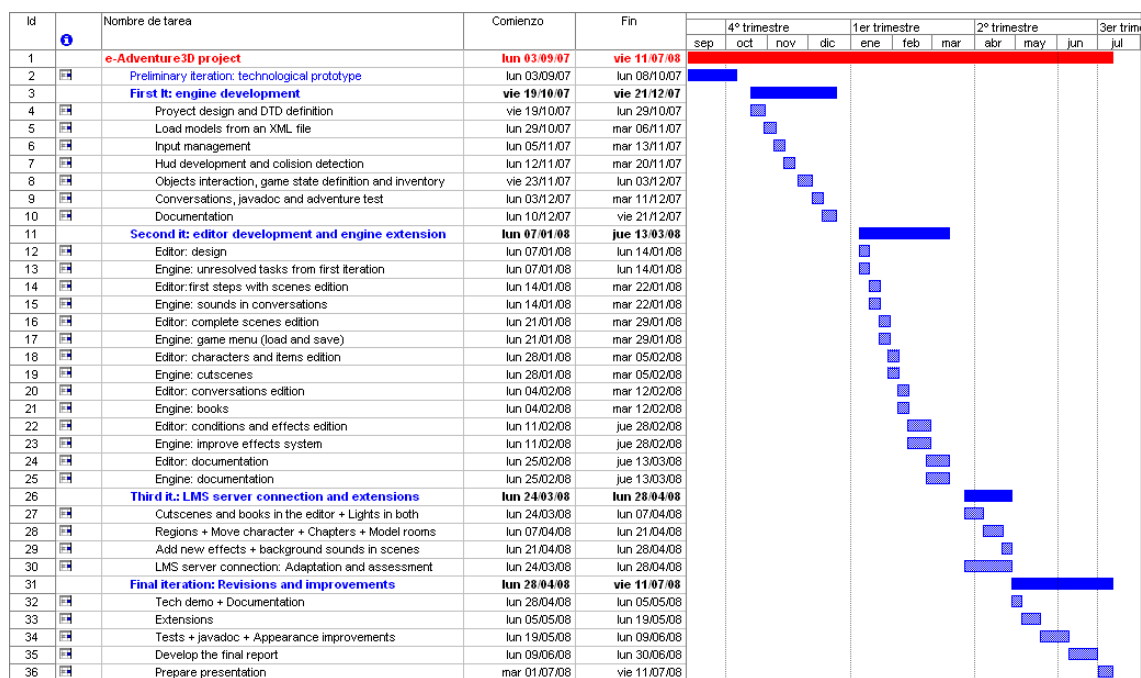 Id Nombre de tarea Comienzo Fin 4º trimestre 1er trimestre 2º trimestre 3er trim
sep oct nov dic ene feb mar abr may jun jul
1 e-Adventure3D project lun 03/09/07 vie 11/07/08
2 Preliminary iteration: technological prototype lun 03/09/07 lun 08/10/07
3 First It: engine development vie 19/10/07 vie 21/12/07
4 Proyect design and DTD definition vie 19/10/07 lun 29/10/07
5 Load models from an XML file lun 29/10/07 mar 06/11/07
6 Input management lun 05/11/07 mar 13/11/07
7 Hud development and colision detection lun 12/11/07 mar 20/11/07
8 Objects interaction, game state definition and inventory vie 23/11/07 lun 03/12/07
9 Conversations, javadoc and adventure test lun 03/12/07 mar 11/12/07
10 Documentation lun 10/12/07 vie 21/12/07
11 Second it: editor development and engine extension lun 07/01/08 jue 13/03/08
12 Editor: design lun 07/01/08 lun 14/01/08
13 Engine: unresolved tasks from first iteration lun 07/01/08 lun 14/01/08
14 Editor:first steps with scenes edition lun 14/01/08 mar 22/01/08
15 Engine: sounds in conversations lun 14/01/08 mar 22/01/08
16 Editor: complete scenes edition lun 21/01/08 mar 29/01/08
17 Engine: game menu (load and save) lun 21/01/08 mar 29/01/08
18 Editor: characters and items edition lun 28/01/08 mar 05/02/08
19 Engine: cutscenes lun 28/01/08 mar 05/02/08
20 Editor: conversations edition lun 04/02/08 mar 12/02/08
21 Engine: books lun 04/02/08 mar 12/02/08
22 Editor: conditions and effects edition lun 11/02/08 jue 28/02/08
23 Engine: improve effects system lun 11/02/08 jue 28/02/08
24 Editor: documentation lun 25/02/08 jue 13/03/08
25 Engine: documentation lun 25/02/08 jue 13/03/08
26 Third it.: LMS server connection and extensions lun 24/03/08 lun 28/04/08
27 Cutscenes and books in the editor + Lights in both lun 24/03/08 lun 07/04/08
28 Regions + Move character + Chapters + Model rooms lun 07/04/08 lun 21/04/08
29 Add new effects + background sounds in scenes lun 21/04/08 lun 28/04/08
30 LMS server connection: Adaptation and assessment lun 24/03/08 lun 28/04/08
31 Final iteration: Revisions and improvements lun 28/04/08 vie 11/07/08
32 Tech demo + Documentation lun 28/04/08 lun 05/05/08
33 Extensions lun 05/05/08 lun 19/05/08
34 Tests + javadoc + Appearance improvements lun 19/05/08 lun 09/06/08
35 Develop the final report lun 09/06/08 lun 30/06/08
36 Prepare presentation mar 01/07/08 vie 11/07/08